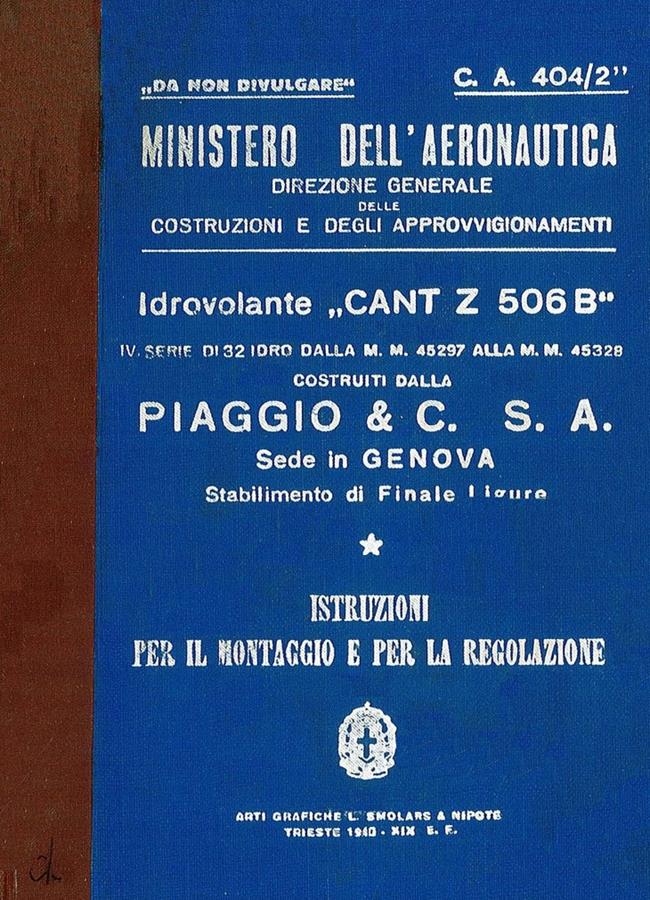 „DA NON DIVULGARE“
C. A. 404/2”
MINISTERO DELL'AERONAUTICA
DIREZIONE GENERALE
DELLE
COSTRUZIONI E DEGLI APPROVVIGIONAMENTI
Idrovolante „CANT Z 506 B“
IV. SERIE DI 32 IDRO DALLA M. M. 45297 ALLA M. M. 45328
COSTRUITI DALLA
PIAGGIO & C. S. A.
Sede in GENOVA
Stabilimento di Finale Ligure
ISTRUZIONI
PER IL MONTAGGIO E PER LA REGOLAZIONE
ARTI GRAFICHE L. SMOLARS & NIPOTE
TRIESTE 1940 - XIX E. F.